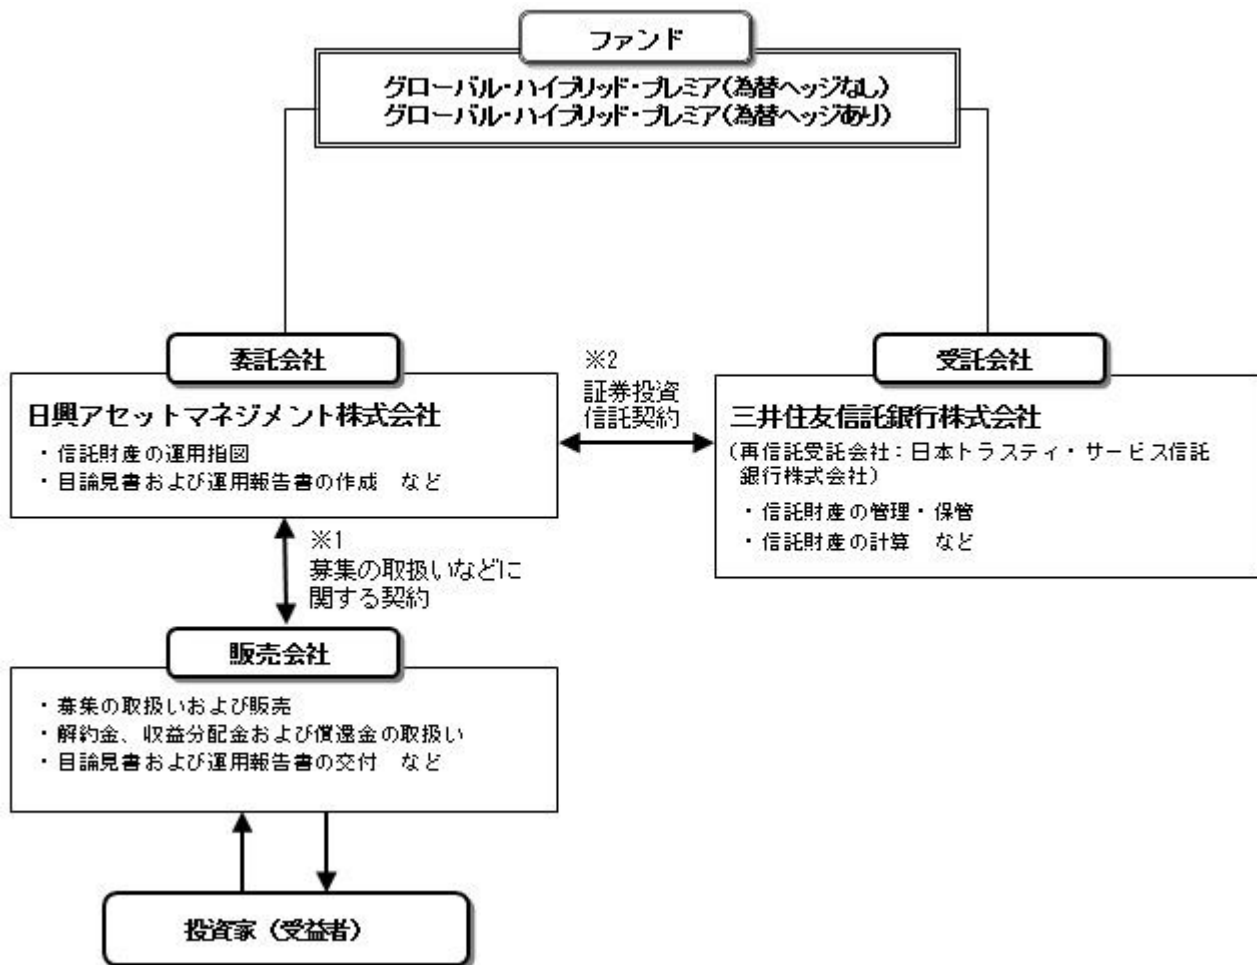 ファンド
グローバル・ハイブリッド・プレミア(為替ヘッジなし)
グローバル・ハイブリッド・プレミア(為替ヘッジあり)
委託会社
日興アセットマネジメント株式会社
・信託財産の運用指図
・目論見書および運用報告書の作成 など
※2
証券投資
信託契約
受託会社
三井住友信託銀行株式会社
(再信託受託会社：日本トラスティ・サービス信託
銀行株式会社)
・信託財産の管理・保管
・信託財産の計算 など
※1
募集の取扱いなどに
関する契約
販売会社
・募集の取扱いおよび販売
・解約金、収益分配金および償還金の取扱い
・目論見書および運用報告書の交付 など
投資家（受益者）